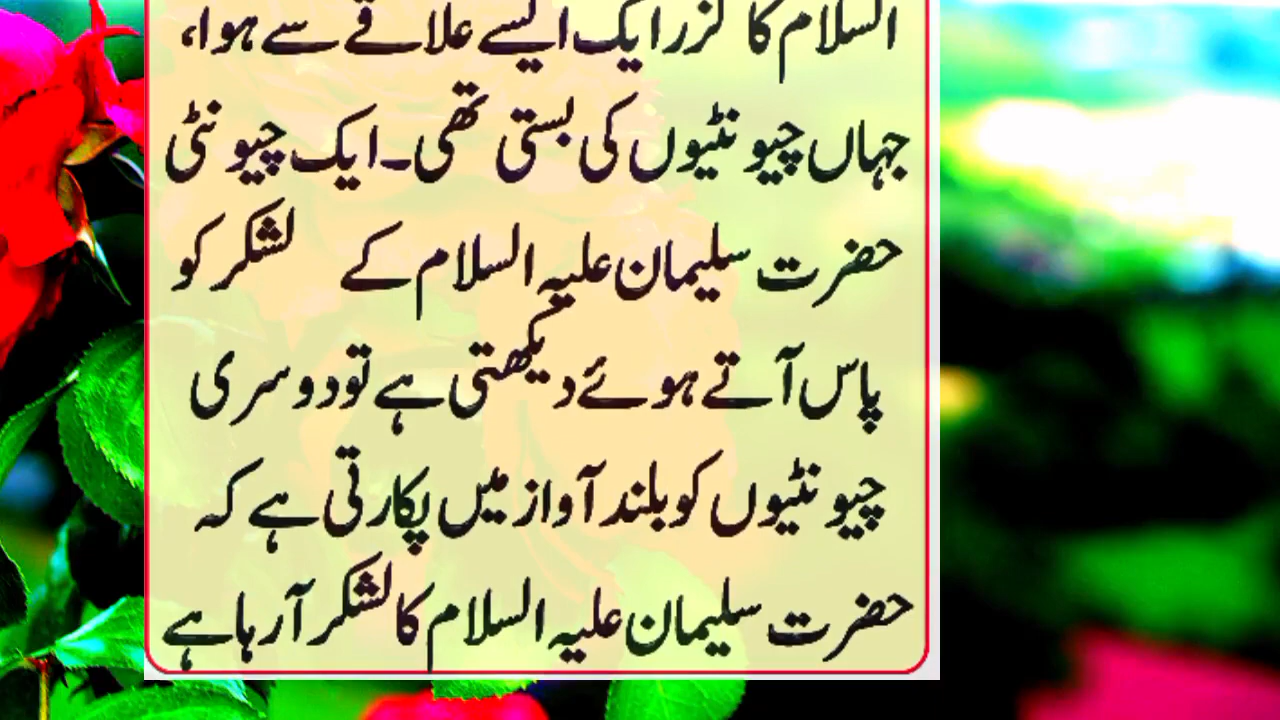 السلام کا گزر ایک ایسے علاقے سے ہوا،
جہاں چیونٹیوں کی بستی تھی۔ ایک چیونٹی
حضرت سلیمان علیہ السلام کے لشکر کو
پاس آتے ہوئے دیکھتی ہے تو دوسری
چیونٹیوں کو بلند آواز میں پکارتی ہے کہ
حضرت سلیمان علیہ السلام کا لشکر آرہا ہے